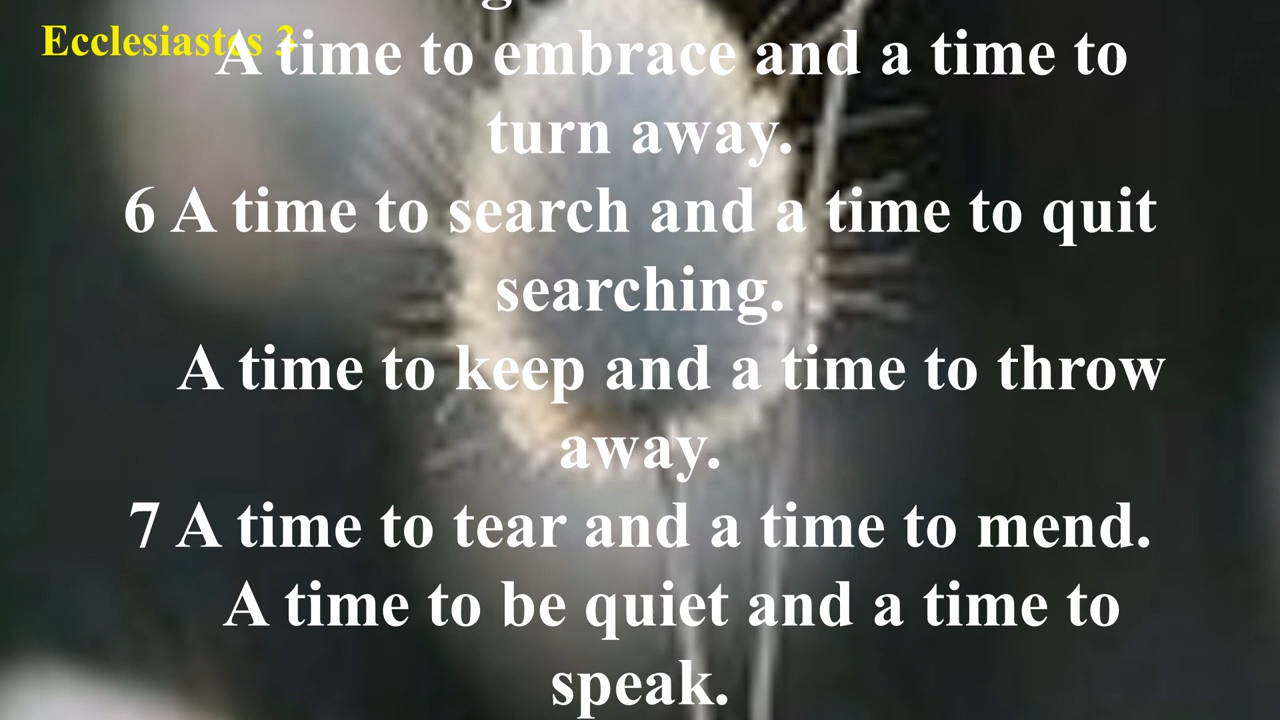 Ecclesiastes 3
A time to embrace and a time to
turn away.
6 A time to search and a time to quit
searching.
A time to keep and a time to throw
away.
7 A time to tear and a time to mend.
A time to be quiet and a time to
speak.